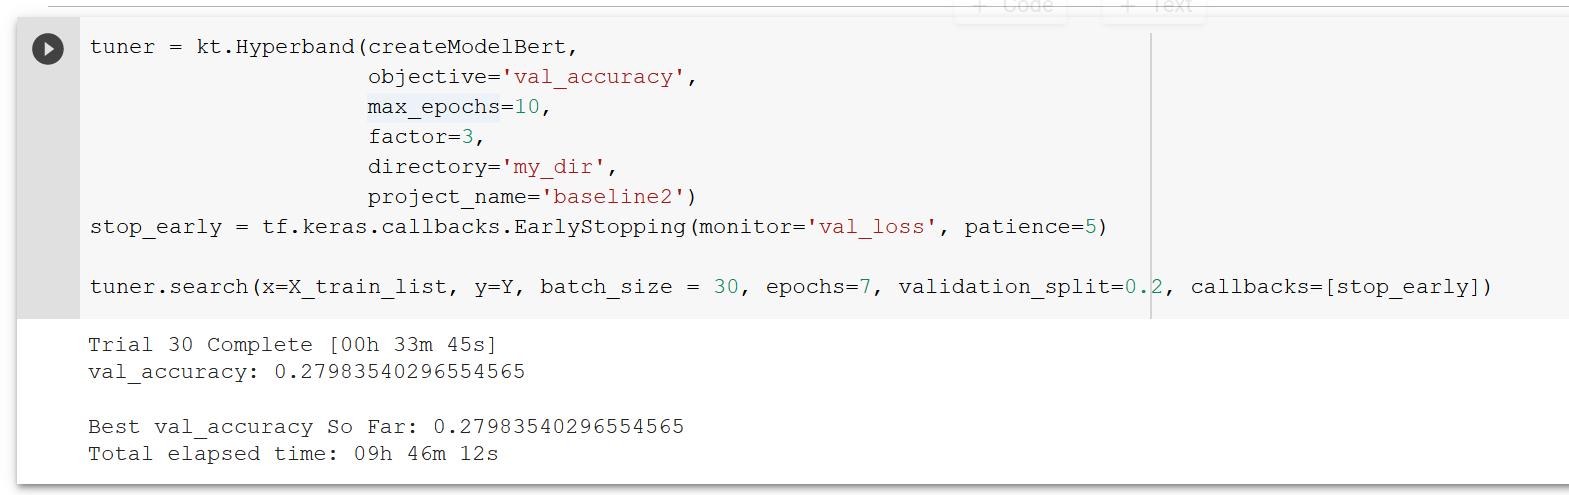 + Code + Text
tuner = kt.Hyperband(createModelBert,
objective='val_accuracy',
max_epochs=10,
factor=3,
directory='my_dir',
project_name='baseline2')
stop_early = tf.keras.callbacks.EarlyStopping(monitor='val_loss', patience=5)
tuner.search(x=X_train_list, y=Y, batch_size = 30, epochs=7, validation_split=0.2, callbacks=[stop_early])
Trial 30 Complete [00h 33m 45s]
val_accuracy: 0.27983540296554565
Best val_accuracy So Far: 0.27983540296554565
Total elapsed time: 09h 46m 12s